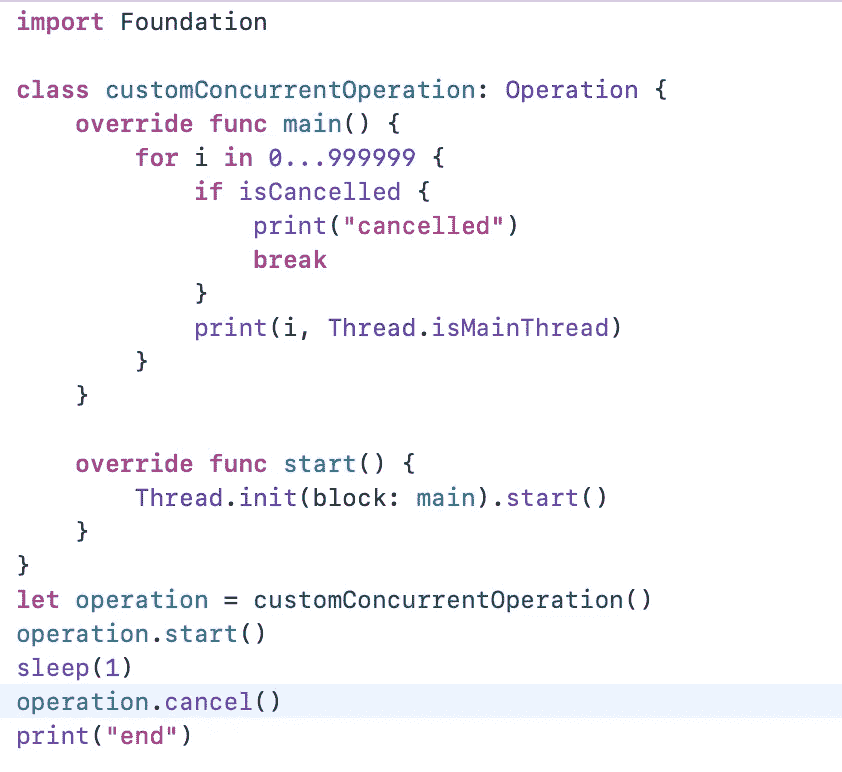 import Foundation

class customConcurrentOperation: Operation {
    override func main() {
        for i in 0...999999 {
            if isCancelled {
                print("cancelled")
                break
            }
            print(i, Thread.isMainThread)
        }
    }

    override func start() {
        Thread.init(block: main).start()
    }
}
let operation = customConcurrentOperation()
operation.start()
sleep(1)
operation.cancel()
print("end")